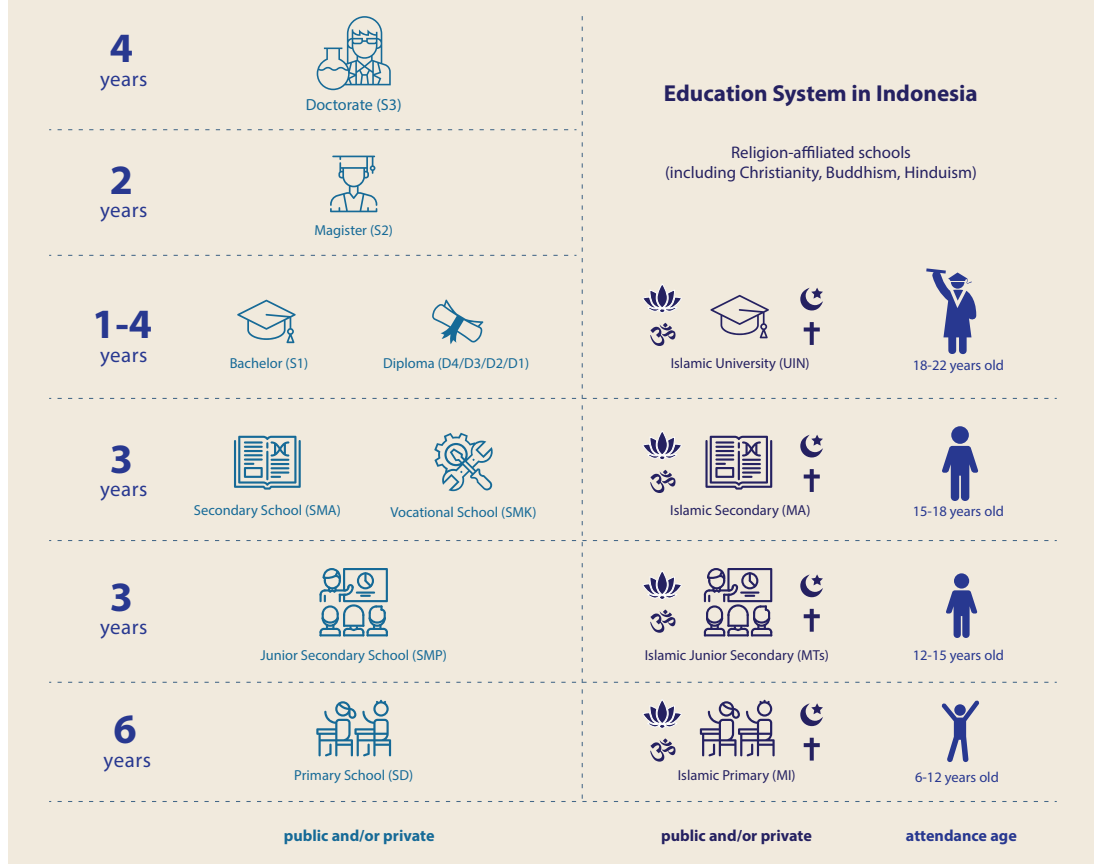 4
years
Doctorate (S3)
Education System in Indonesia
Religion-affiliated schools
(including Christianity, Buddhism, Hinduism)
2
years
Magister (S2)
1-4
years
Bachelor (S1)
Diploma (D4/D3/D2/D1)
Islamic University (UIN)
18-22 years old
3
years
Secondary School (SMA)
Vocational School (SMK)
Islamic Secondary (MA)
15-18 years old
3
years
Junior Secondary School (SMP)
Islamic Junior Secondary (MTs)
12-15 years old
6
years
Primary School (SD)
Islamic Primary (MI)
6-12 years old
public and/or private
public and/or private
attendance age